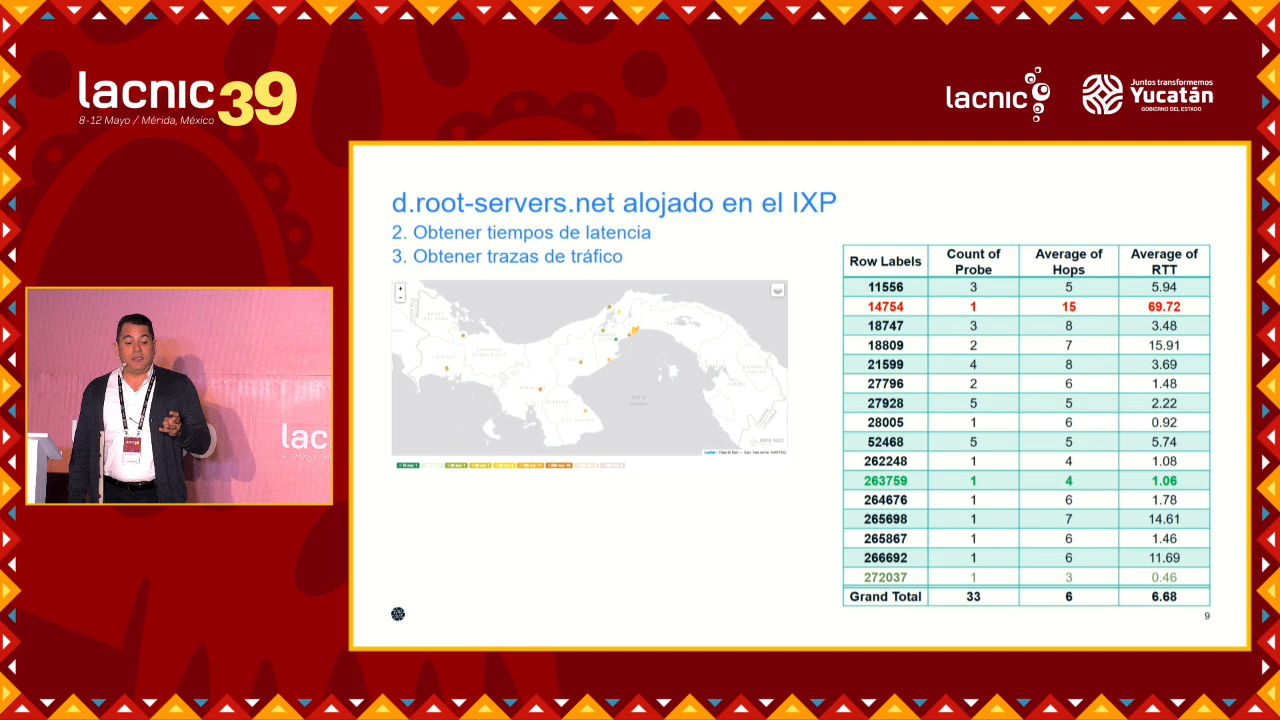 lacnic 39
8-12 Mayo / Mérida, México
lacnic
Juntos transformemos
Yucatán
GOBIERNO DEL ESTADO
d.root-servers.net alojado en el IXP
2. Obtener tiempos de latencia
3. Obtener trazas de tráfico
Row Labels Count of Probe Average of Hops Average of RTT
11556 3 5 5.94
14754 1 15 69.72
18747 3 8 3.48
18809 2 7 15.91
21599 4 8 3.69
27796 2 6 1.48
27928 5 5 2.22
28005 1 6 0.92
52468 5 5 5.74
262248 1 4 1.08
263759 1 4 1.06
264676 1 6 1.78
265698 1 7 14.61
265867 1 6 1.46
266692 1 6 11.69
272037 1 3 0.46
Grand Total 33 6 6.68
lac
9